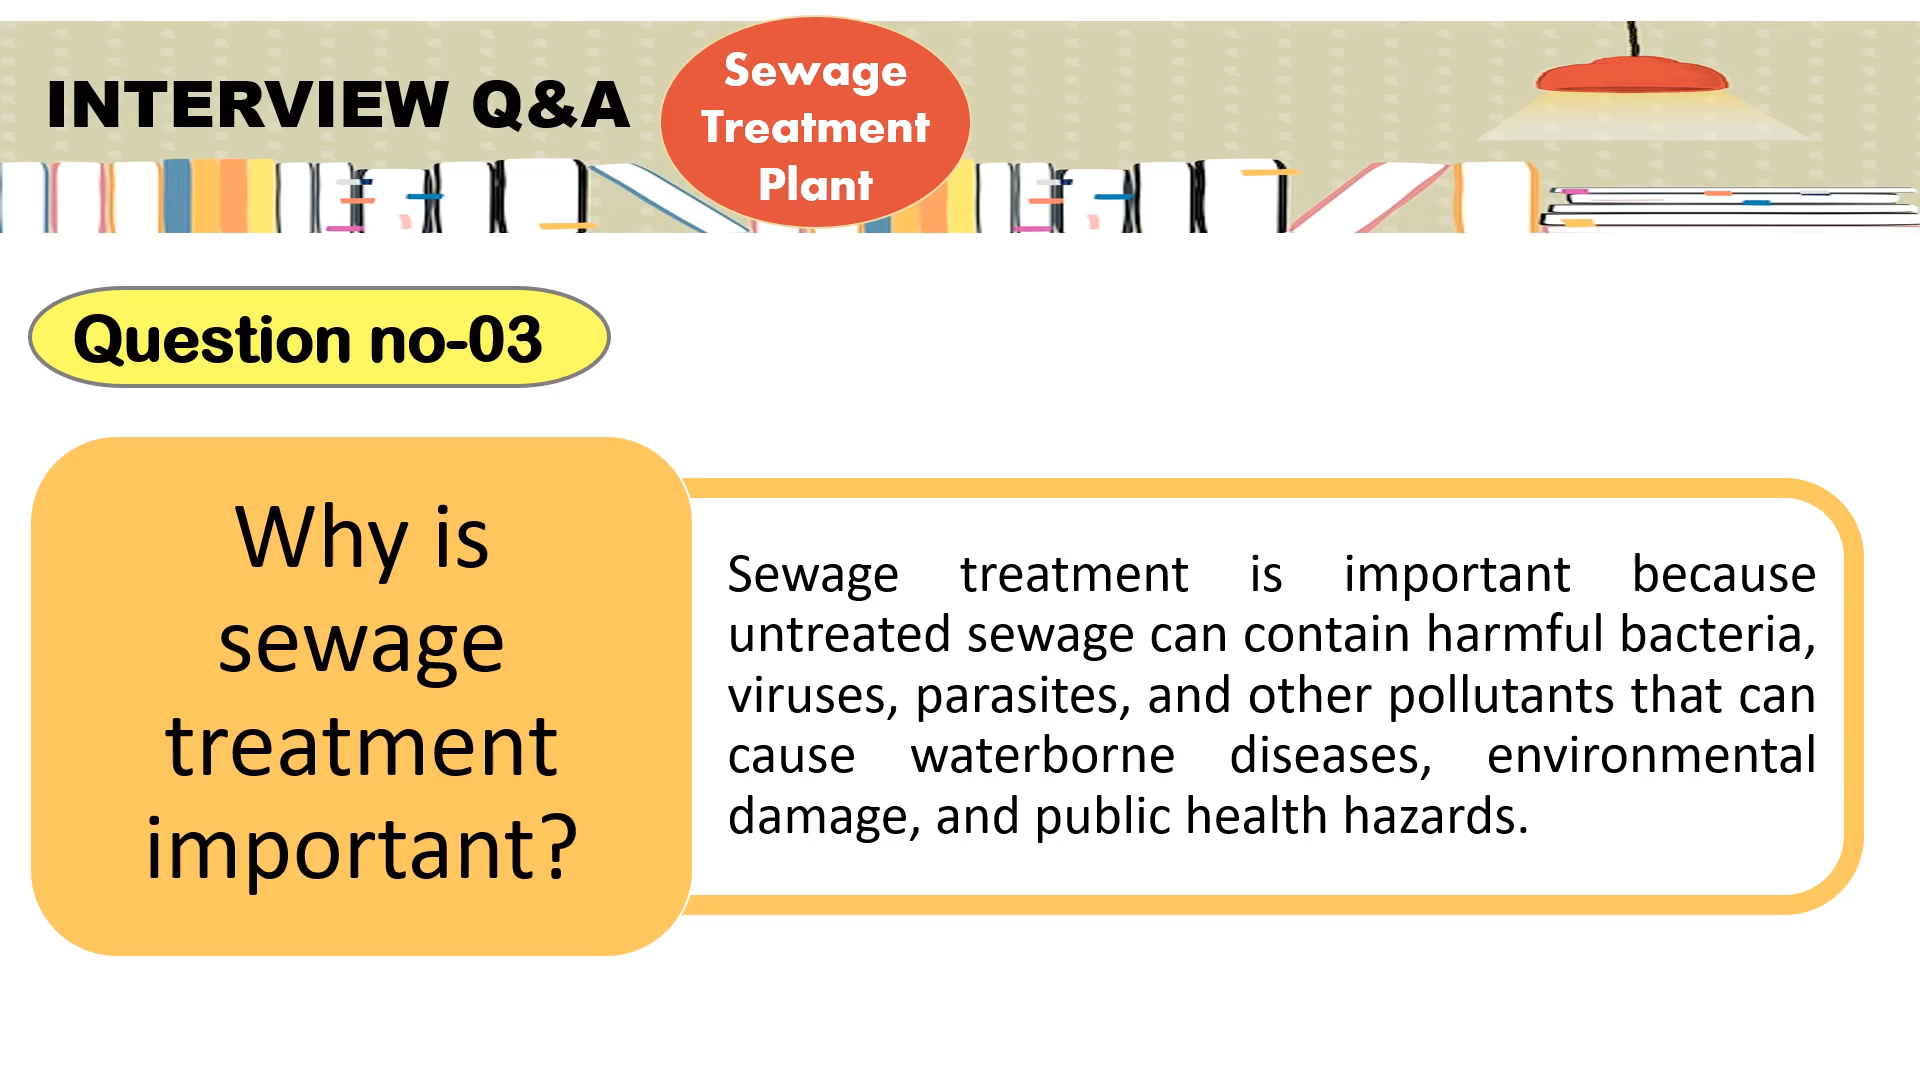 INTERVIEW Q&A
Sewage
Treatment
Plant
Question no-03
Why is
sewage
treatment
important?
Sewage treatment is important because
untreated sewage can contain harmful bacteria,
viruses, parasites, and other pollutants that can
cause waterborne diseases, environmental
damage, and public health hazards.